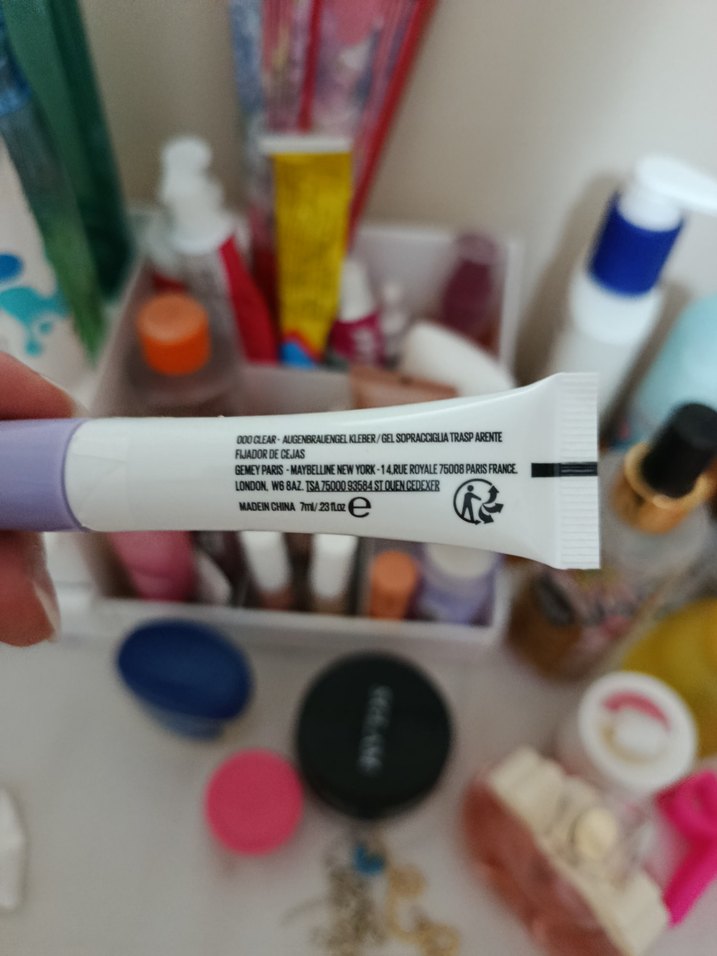 000 CLEAR - AUGENBRAUENGEL KLEBER / GEL SOPRACCIGLIA TRASP ARENTE
FIJADOR DE CEJAS
GEMEY PARIS - MAYBELLINE NEW YORK - 14,RUE ROYALE 75008 PARIS FRANCE.
LONDON, W6 8AZ. TSA 75000 93584 ST OUEN CEDEXFR
MADEIN CHINA 7ml/.23 fl.oz e